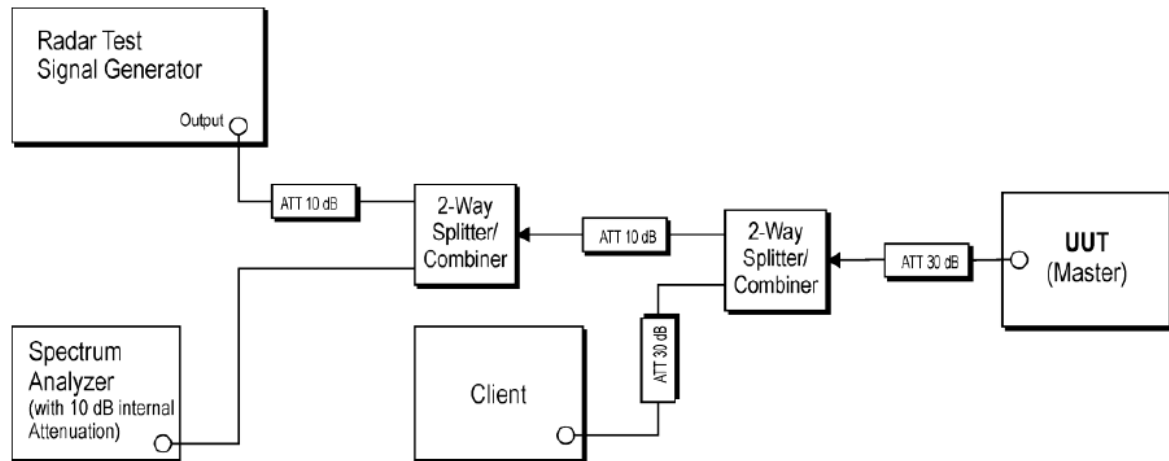 Radar Test
Signal Generator
Output
ATT 10 dB
2-Way
Splitter/
Combiner
ATT 10 dB
2-Way
Splitter/
Combiner
ATT 30 dB
UUT
(Master)
Spectrum
Analyzer
(with 10 dB internal
Attenuation)
Client
ATT 30 dB